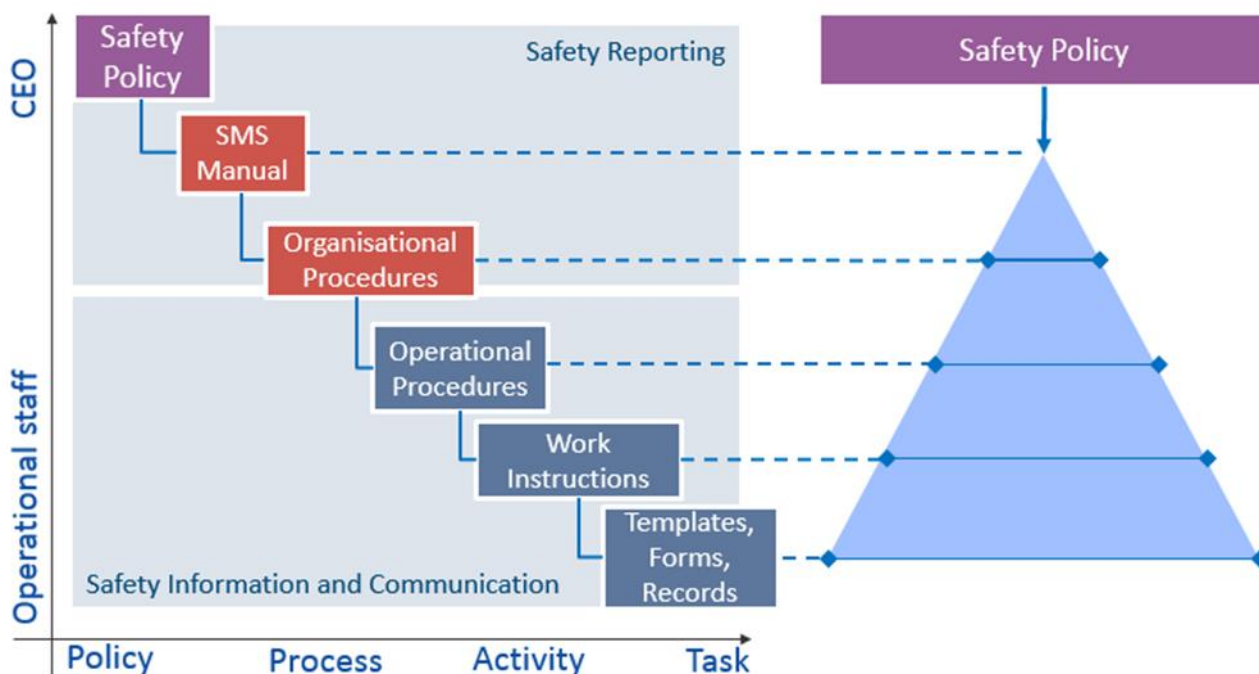 Safety
Policy
Safety Reporting
Safety Policy
CEO
SMS
Manual
Organisational
Procedures
Operational
Procedures
Work
Instructions
Templates,
Forms,
Records
Safety Information and Communication
Operational staff
Policy
Process
Activity
Task